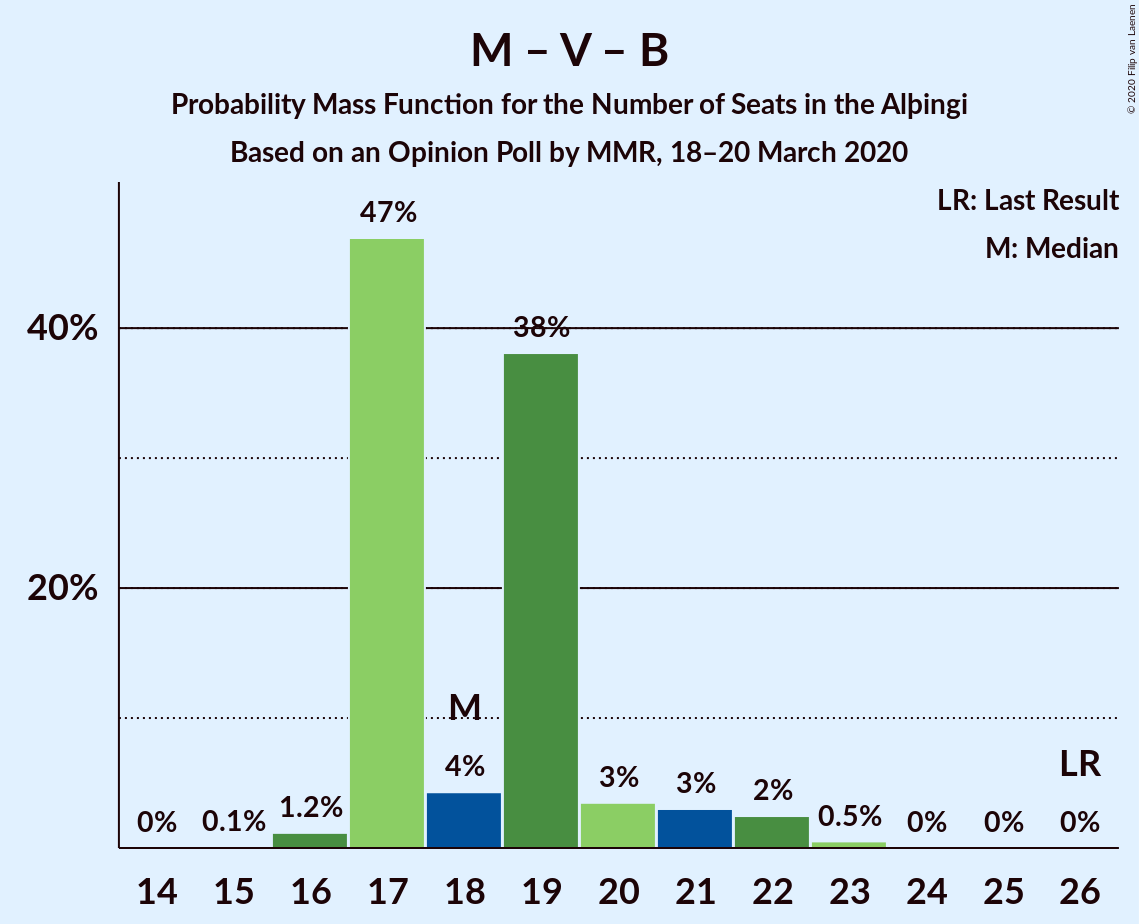 M – V – B
Probability Mass Function for the Number of Seats in the Alþingi
Based on an Opinion Poll by MMR, 18–20 March 2020
© 2020 Filip van Laenen
LR: Last Result
M: Median
40%
20%
0%
0.1%
1.2%
47%
M
4%
38%
3%
3%
2%
0.5%
0%
0%
LR
0%
14 15 16 17 18 19 20 21 22 23 24 25 26